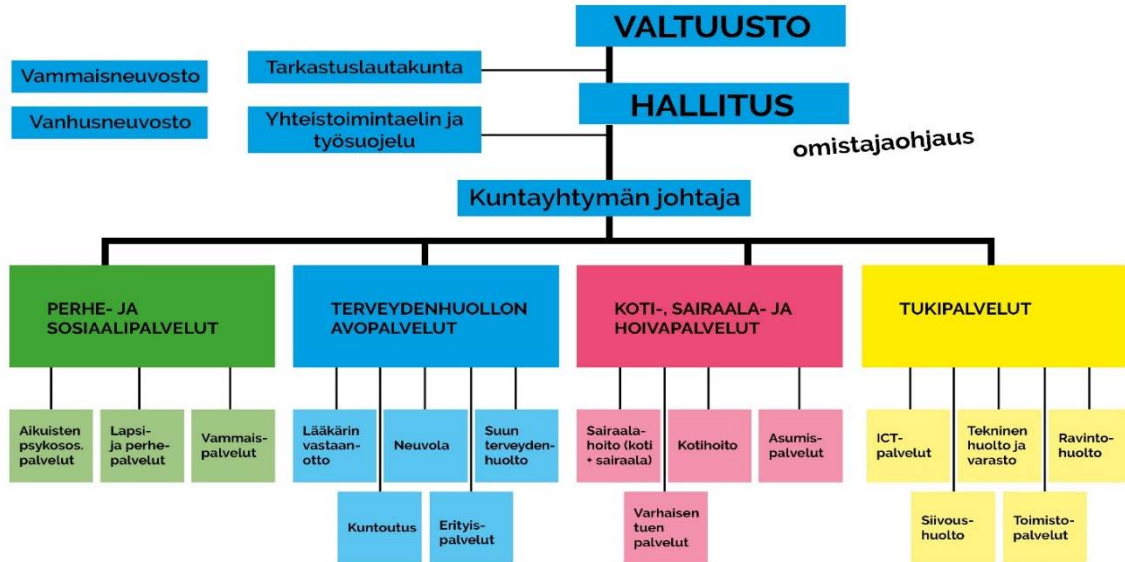 VALTUUSTO
Tarkastuslautakunta
Vammaisneuvosto
Vanhusneuvosto
HALLITUS
Yhteistoimintaelin ja
työsuojelu
omistajaohjaus
Kuntayhtymän johtaja
PERHE- JA
SOSIAALIPALVELUT
TERVEYDENHUOLLON
AVOPALVELUT
KOTI-, SAIRAALA- JA
HOIVAPALVELUT
TUKIPALVELUT
Aikuisten
psykosos.
palvelut
Lapsi-
ja perhe-
palvelut
Vammais-
palvelut
Lääkärin
vastaan-
otto
Neuvola
Suun
terveyden-
huolto
Kuntoutus
Erityis-
palvelut
Sairaala-
hoito (koti
+ sairaala)
Kotihoito
Asumis-
palvelut
Varhaisen
tuen
palvelut
ICT-
palvelut
Tekninen
huolto ja
varasto
Ravinto-
huolto
Siivous-
huolto
Toimisto-
palvelut